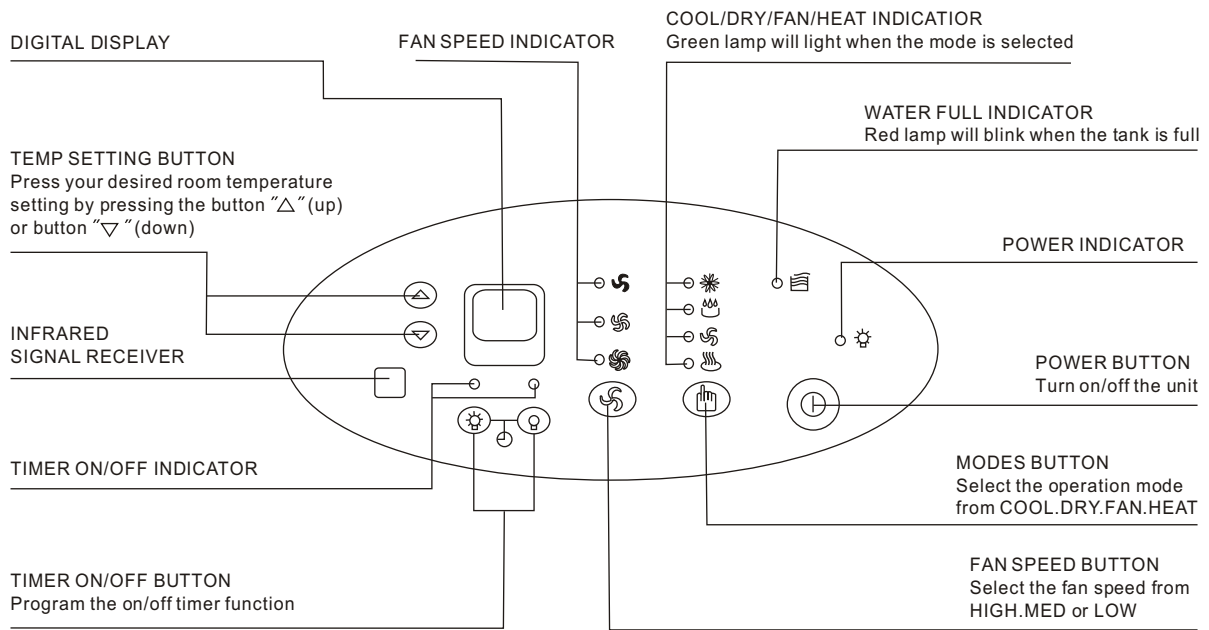 DIGITAL DISPLAY
FAN SPEED INDICATOR
COOL/DRY/FAN/HEAT INDICATIOR
Green lamp will light when the mode is selected
WATER FULL INDICATOR
Red lamp will blink when the tank is full
TEMP SETTING BUTTON
Press your desired room temperature
setting by pressing the button "△" (up)
or button "▽ " (down)
POWER INDICATOR
INFRARED
SIGNAL RECEIVER
POWER BUTTON
Turn on/off the unit
TIMER ON/OFF INDICATOR
MODES BUTTON
Select the operation mode
from COOL.DRY.FAN.HEAT
TIMER ON/OFF BUTTON
Program the on/off timer function
FAN SPEED BUTTON
Select the fan speed from
HIGH.MED or LOW